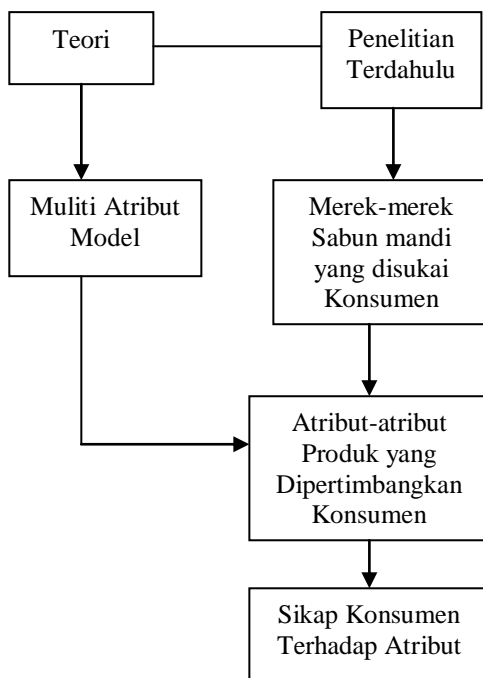 Teori
Penelitian
Terdahulu
Muliti Atribut
Model
Merek-merek
Sabun mandi
yang disukai
Konsumen
Atribut-atribut
Produk yang
Dipertimbangkan
Konsumen
Sikap Konsumen
Terhadap Atribut